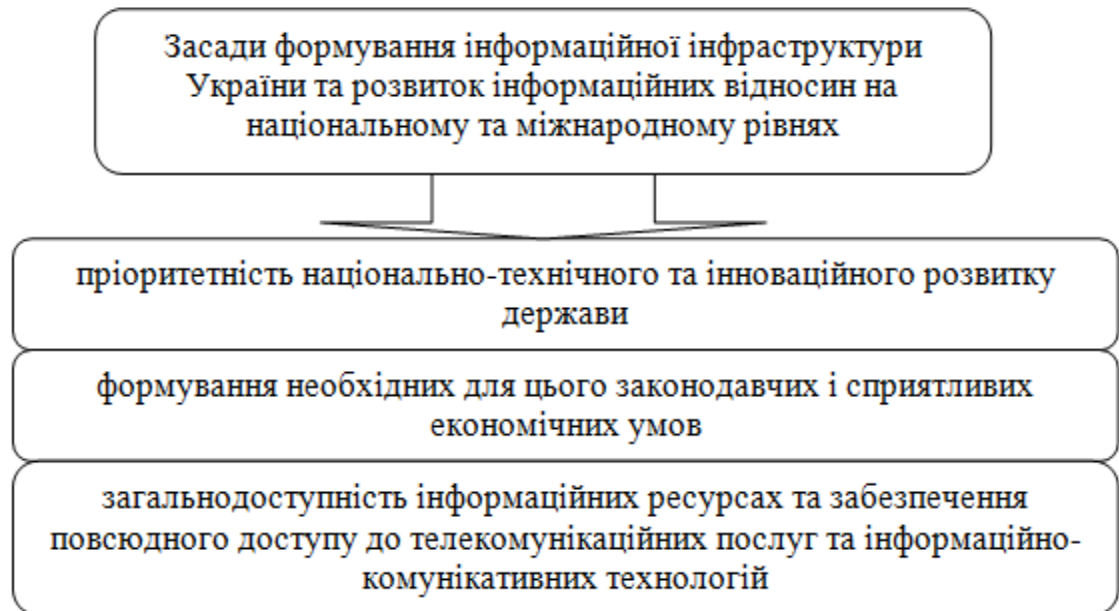 Засади формування інформаційної інфраструктури
України та розвиток інформаційних відносин на
національному та міжнародному рівнях
пріоритетність національно-технічного та інноваційного розвитку
держави
формування необхідних для цього законодавчих і сприятливих
економічних умов
загальнодоступність інформаційних ресурсах та забезпечення
повсюдного доступу до телекомунікаційних послуг та інформаційно-
комунікативних технологій